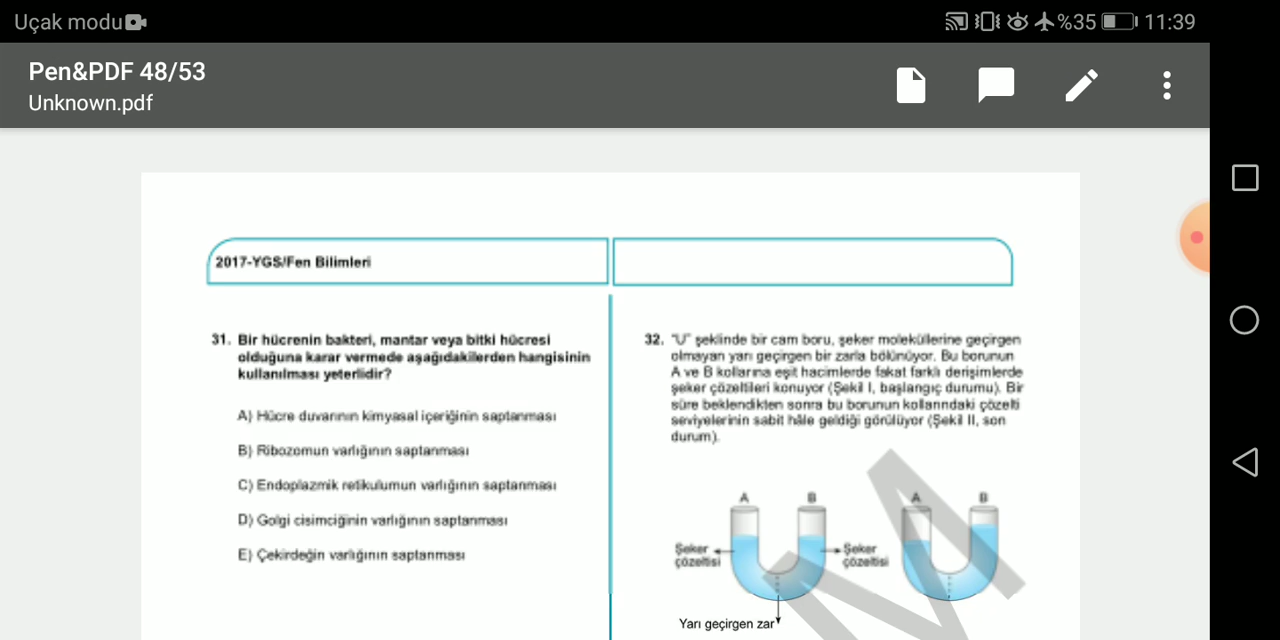 Uçak modu
%35 11:39
Pen&PDF 48/53
Unknown.pdf
2017-YGS/Fen Bilimleri
31. Bir hücrenin bakteri, mantar veya bitki hücresi
olduğuna karar vermede aşağıdakilerden hangisinin
kullanılması yeterlidir?
A) Hücre duvarının kimyasal içeriğinin saptanması
B) Ribozomun varlığının saptanması
C) Endoplazmik retikulumun varlığının saptanması
D) Golgi cisimciğinin varlığının saptanması
E) Çekirdeğin varlığının saptanması
32. "U" şeklinde bir cam boru, şeker moleküllerine geçirgen
olmayan yarı geçirgen bir zarla bölünüyor. Bu borunun
A ve B kollarına eşit hacimlerde fakat farklı derişimlerde
şeker çözeltileri konuyor (Şekil I, başlangıç durumu). Bir
süre beklendikten sonra bu borunun kollarındaki çözelti
seviyelerinin sabit hâle geldiği görülüyor (Şekil II, son
durum).
A B A B
Şeker
çözeltisi
Şeker
çözeltisi
Yarı geçirgen zar